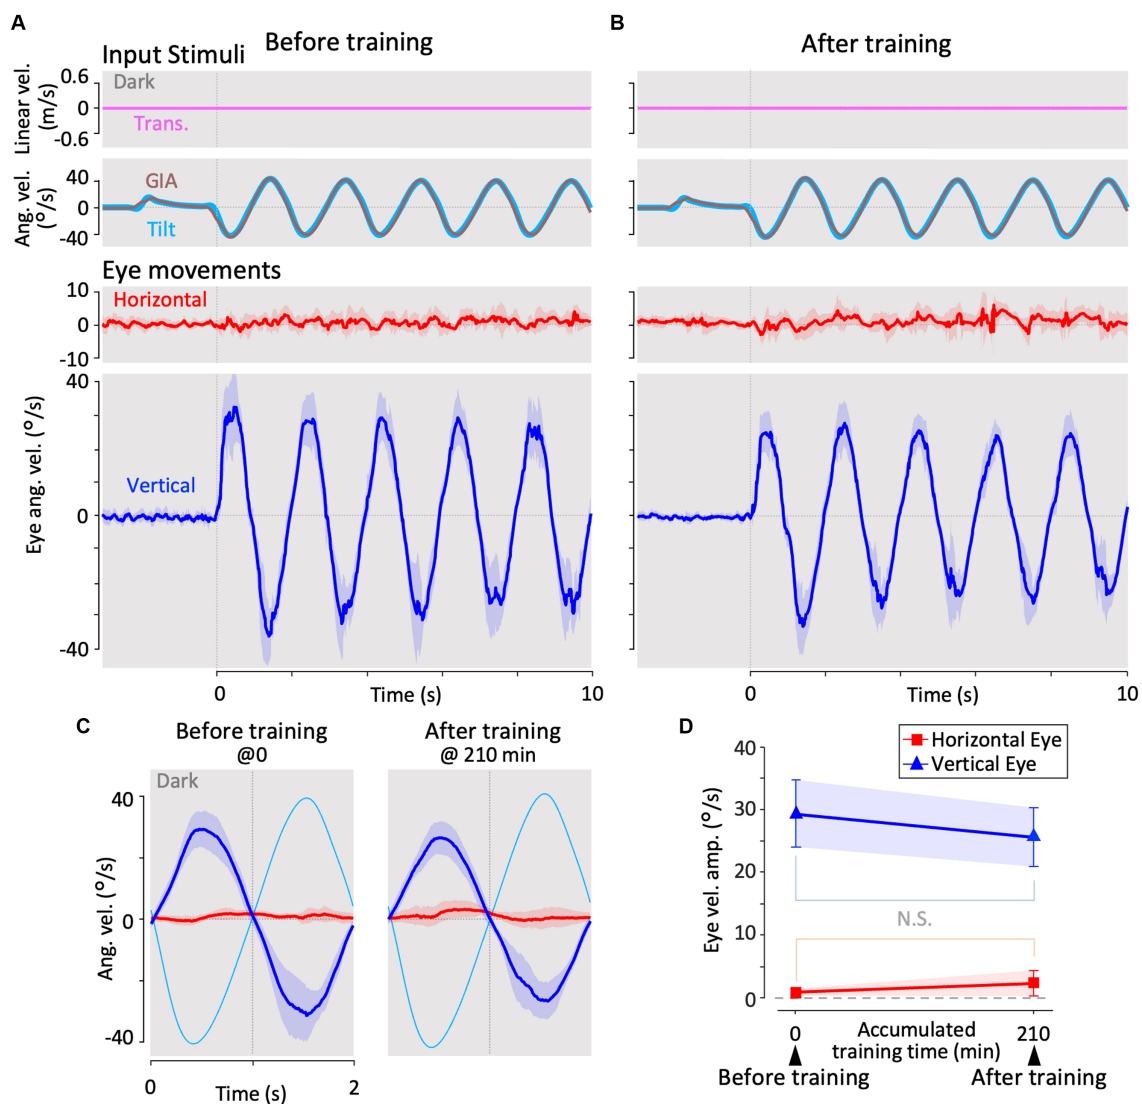 A
Before training
B
After training
Input Stimuli
Linear vel.
(m/s)
0.6
0
-0.6
Dark
Trans.
Ang. vel.
(°/s)
40
0
-40
GIA
Tilt
Eye movements
10
0
-10
Horizontal
Eye ang. vel. (°/s)
40
0
-40
Vertical
0
Time (s)
10
0
Time (s)
10
C
Before training
@0
After training
@ 210 min
Dark
Ang. vel. (°/s)
40
0
-40
0
Time (s)
2
D
Horizontal Eye
Vertical Eye
Eye vel. amp. (°/s)
40
30
20
10
0
N.S.
0
Accumulated
training time (min)
210
Before training
After training